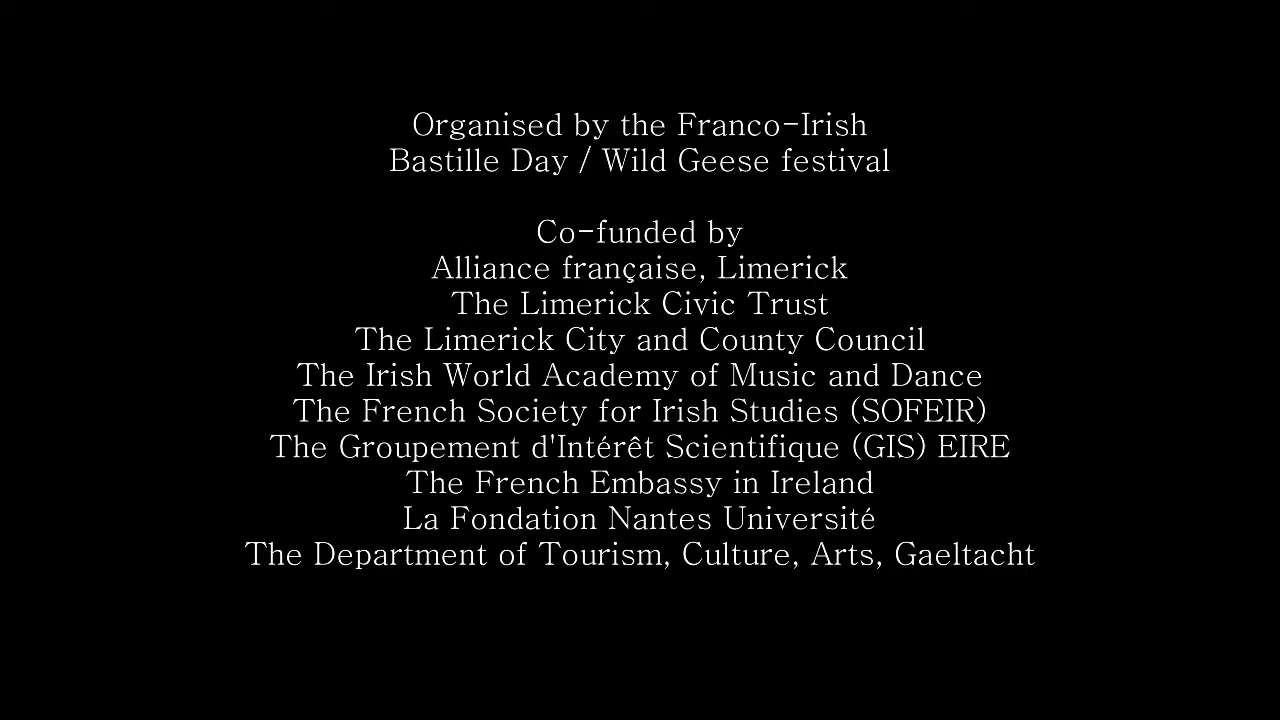 Organised by the Franco-Irish
Bastille Day / Wild Geese festival
Co-funded by
Alliance française, Limerick
The Limerick Civic Trust
The Limerick City and County Council
The Irish World Academy of Music and Dance
The French Society for Irish Studies (SOFEIR)
The Groupement d'Intérêt Scientifique (GIS) EIRE
The French Embassy in Ireland
La Fondation Nantes Université
The Department of Tourism, Culture, Arts, Gaeltacht